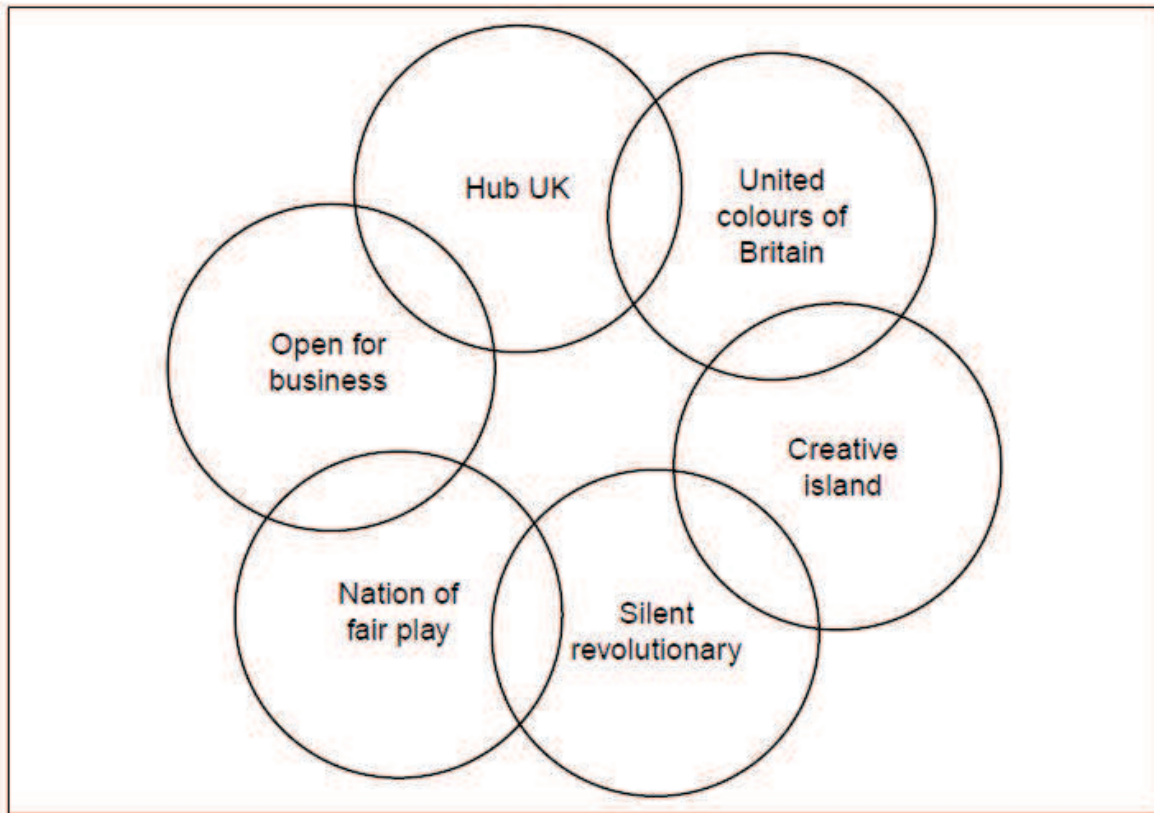 Hub UK
United
colours of
Britain
Open for
business
Creative
island
Nation of
fair play
Silent
revolutionary